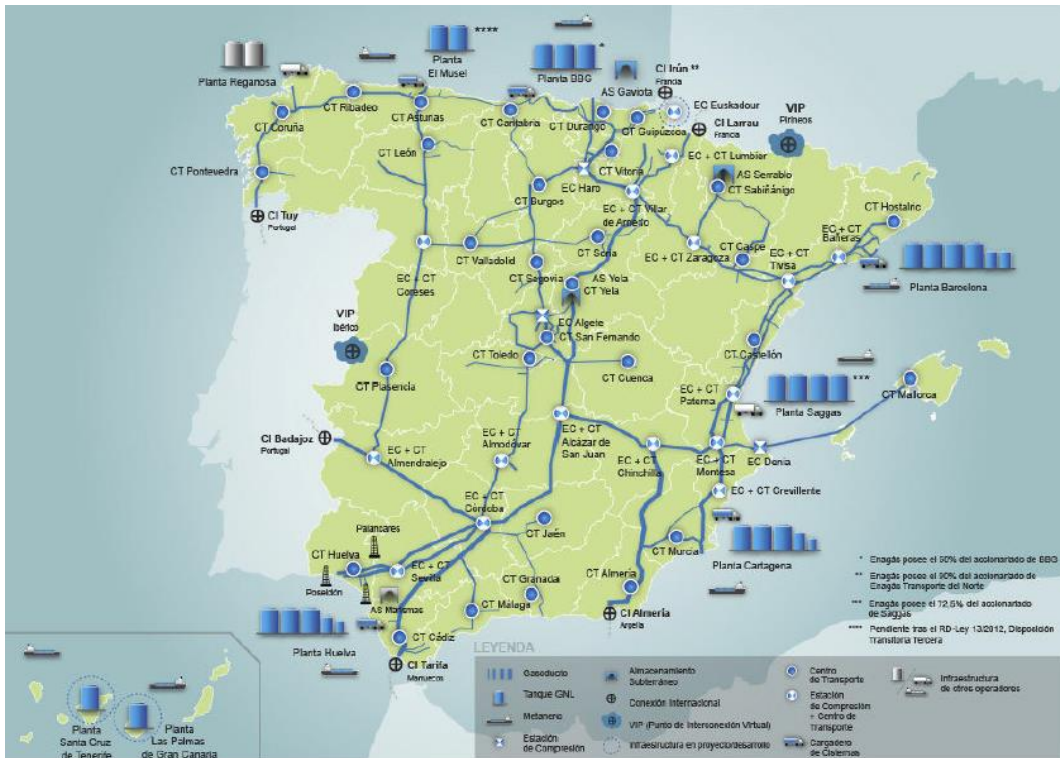 ****
Planta
El Musel
Planta BBG
*
Planta Reganosa
CI Irún **
Francia
AS Gaviota
EC Euskadour
CI Larrau
Francia
VIP
Pirineos
CT Ribadeo
CT Asturias
CT Cantabria
CT Durango
CT Guipúzcoa
CT Coruña
CT León
CT Vitoria
EC + CT Lumbier
AS Serrablo
CT Sabiñánigo
CT Pontevedra
EC Haro
CT Burgos
CT Hostalric
CI Tuy
Portugal
EC + CT Villar
de Arnedo
CT Soria
CT Valladolid
EC + CT Zaragoza
CT Caspe
EC + CT
Tivisa
EC + CT
Bañeras
EC + CT
Coreses
CT Segovia
AS Yela
CT Yela
Planta Barcelona
VIP
Ibérico
EC Algete
CT San Fernando
CT Toledo
CT Cuenca
CT Castellón
CT Plasencia
EC + CT
Paterna
***
Planta Saggas
CT Mallorca
CI Badajoz
Portugal
EC + CT
Almendralejo
EC + CT
Almodóvar
EC + CT
Alcázar de
San Juan
EC + CT
Chinchilla
EC + CT
Montesa
EC Denia
EC + CT Crevillente
EC + CT
Córdoba
CT Jaén
Palancares
CT Huelva
Poseidón
EC + CT
Sevilla
AS Marismas
CT Granada
CT Málaga
CT Almería
CT Murcia
Planta Cartagena
CI Almería
Argelia
Planta Huelva
CT Cádiz
CI Tarifa
Marruecos
* Enagás posee el 50% del accionariado de BBG
** Enagás posee el 90% del accionariado de
Enagás Transporte del Norte
*** Enagás posee el 72,5% del accionariado
de Saggas
**** Pendiente tras el RD-Ley 13/2012, Disposición
Transitoria Tercera
Planta
Santa Cruz
de Tenerife
Planta
Las Palmas
de Gran Canaria
LEYENDA
Gasoducto
Tanque GNL
Metanero
Estación
de Compresión
Almacenamiento
Subterráneo
Conexión Internacional
VIP (Punto de Interconexión Virtual)
Infraestructura en proyecto/desarrollo
Centro
de Transporte
Estación
de Compresión
+ Centro de
Transporte
Cargadero
de Cisternas
Infraestructura
de otros operadores